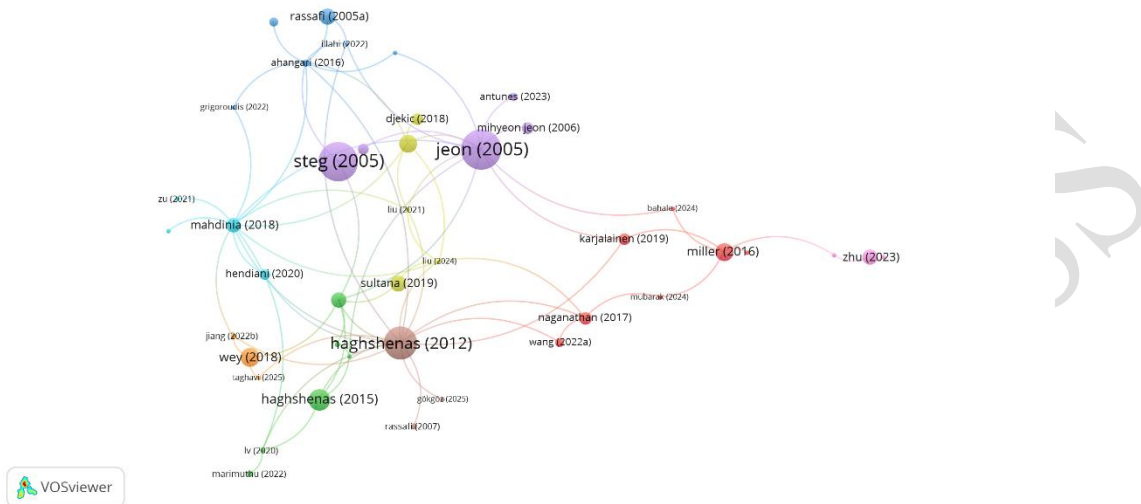 rassafi (2005a)
illahi (2022)
ahangari (2016)
antunes (2023)
grigoroudis (2022)
djekic (2018)
mihyeon jeon (2006)
jeon (2005)
steg (2005)
zu (2021)
liu (2021)
bahale (2024)
mahdinia (2018)
karjalainen (2019)
miller (2016)
zhu (2023)
liu (2024)
hendiani (2020)
sultana (2019)
mubarak (2024)
naganathan (2017)
jiang (2022b)
haghshenas (2012)
wang (2022a)
wey (2018)
taghavi (2025)
haghshenas (2015)
gökgöz (2025)
rassafi (2007)
lv (2020)
marimuthu (2022)
VOSviewer